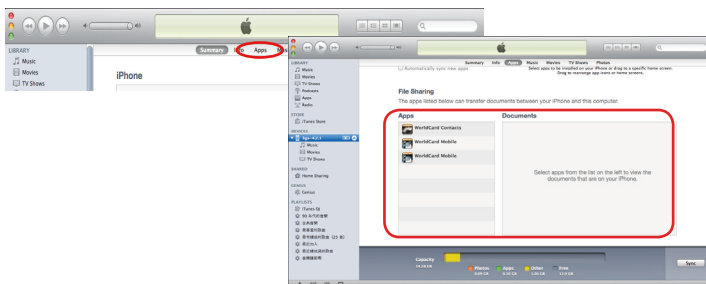 LIBRARY
Music
Movies
TV Shows
Summary Info Apps
iPhone
LIBRARY
Music
Movies
TV Shows
Podcasts
Apps
Radio
STORE
iTunes Store
DEVICES
Music
Movies
TV Shows
SHARED
Home Sharing
GENIUS
Genius
PLAYLISTS
iTunes DJ
Summary Info Apps Music Movies TV Shows Photos
Automatically sync new apps
Select apps to be installed on your iPhone or drag to a specific home screen.
Drag to rearrange app icons or home screens.
File Sharing
The apps listed below can transfer documents between your iPhone and this computer.
Apps
WorldCard Contacts
WorldCard Mobile
WorldCard Mobile
Documents
Select apps from the list on the left to view the
documents that are on your iPhone.
Capacity
Photos
Apps
Other
Free
Sync